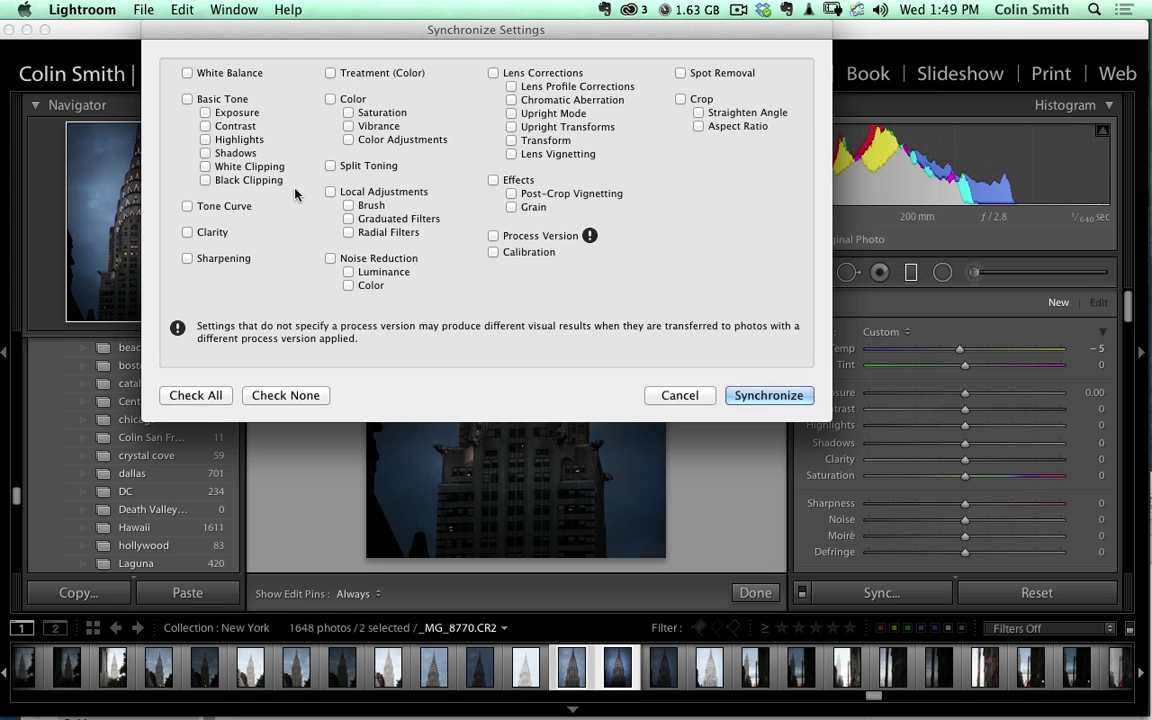 Lightroom File Edit Window Help 3 1.63 GB Wed 1:49 PM Colin Smith
Synchronize Settings
Colin Smith
Book Slideshow Print Web
White Balance
Basic Tone
Exposure
Contrast
Highlights
Shadows
White Clipping
Black Clipping
Tone Curve
Clarity
Sharpening
Treatment (Color)
Color
Saturation
Vibrance
Color Adjustments
Split Toning
Local Adjustments
Brush
Graduated Filters
Radial Filters
Noise Reduction
Luminance
Color
Lens Corrections
Lens Profile Corrections
Chromatic Aberration
Upright Mode
Upright Transforms
Transform
Lens Vignetting
Effects
Post-Crop Vignetting
Grain
Process Version
Calibration
Spot Removal
Crop
Straighten Angle
Aspect Ratio
Settings that do not specify a process version may produce different visual results when they are transferred to photos with a
different process version applied.
Check All Check None Cancel Synchronize
Navigator
beac
bost
catal
Cent
chica
Colin San Fr... 11
crystal cove 59
dallas 701
DC 234
Death Valley... 0
Hawaii 1611
hollywood 83
Laguna 420
Copy... Paste
Show Edit Pins : Always Done
Histogram
200 mm f / 2.8 1/640 sec
inal Photo
New Edit
Custom
Temp – 5
Tint 0
sure 0.00
trast 0
Highlights 0
Shadows 0
Clarity 0
Saturation 0
Sharpness 0
Noise 0
Moiré 0
Defringe 0
Sync... Reset
1 2 Collection : New York 1648 photos / 2 selected / _MG_8770.CR2 Filter : ≥ Filters Off